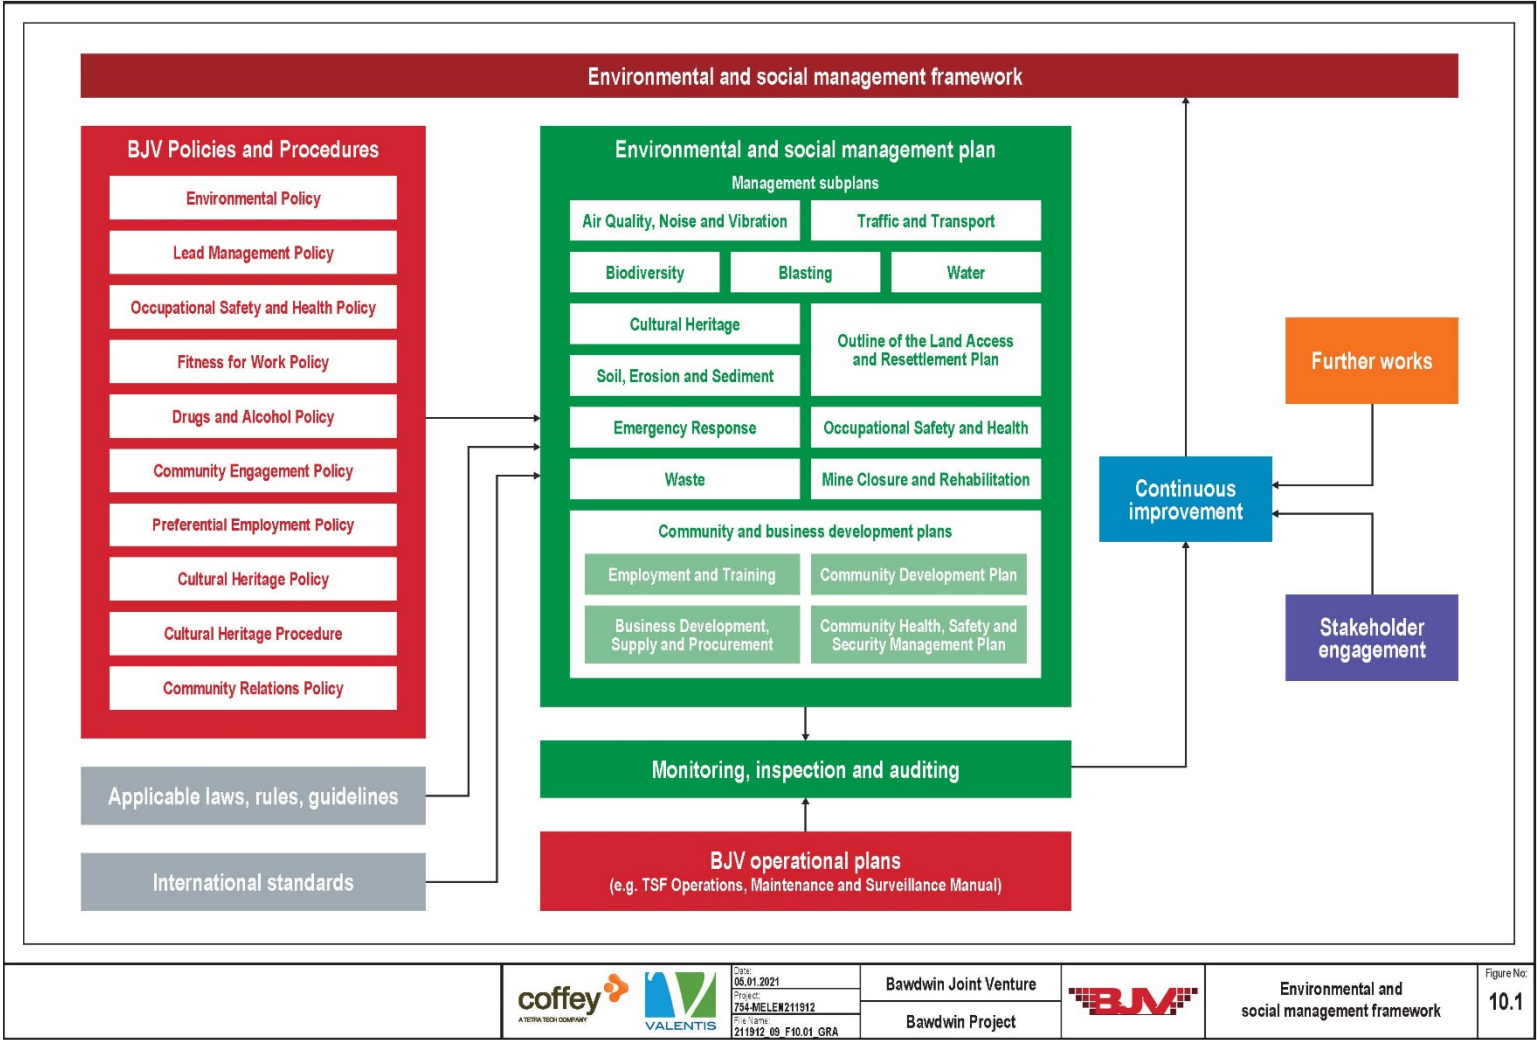 Environmental and social management framework
BJV Policies and Procedures
Environmental Policy
Lead Management Policy
Occupational Safety and Health Policy
Fitness for Work Policy
Drugs and Alcohol Policy
Community Engagement Policy
Preferential Employment Policy
Cultural Heritage Policy
Cultural Heritage Procedure
Community Relations Policy
Applicable laws, rules, guidelines
International standards
Environmental and social management plan
Management subplans
Air Quality, Noise and Vibration
Traffic and Transport
Biodiversity
Blasting
Water
Cultural Heritage
Outline of the Land Access
and Resettlement Plan
Soil, Erosion and Sediment
Emergency Response
Occupational Safety and Health
Waste
Mine Closure and Rehabilitation
Community and business development plans
Employment and Training
Community Development Plan
Business Development,
Supply and Procurement
Community Health, Safety and
Security Management Plan
Monitoring, inspection and auditing
BJV operational plans
(e.g. TSF Operations, Maintenance and Surveillance Manual)
Further works
Continuous
improvement
Stakeholder
engagement
coffey
A TETRA TECH COMPANY
VALENTIS
Date:
05.01.2021
Project:
754-MELEN211912
File Name:
211912_09_F10.01_GRA
Bawdwin Joint Venture
Bawdwin Project
BJV
Environmental and
social management framework
Figure No:
10.1